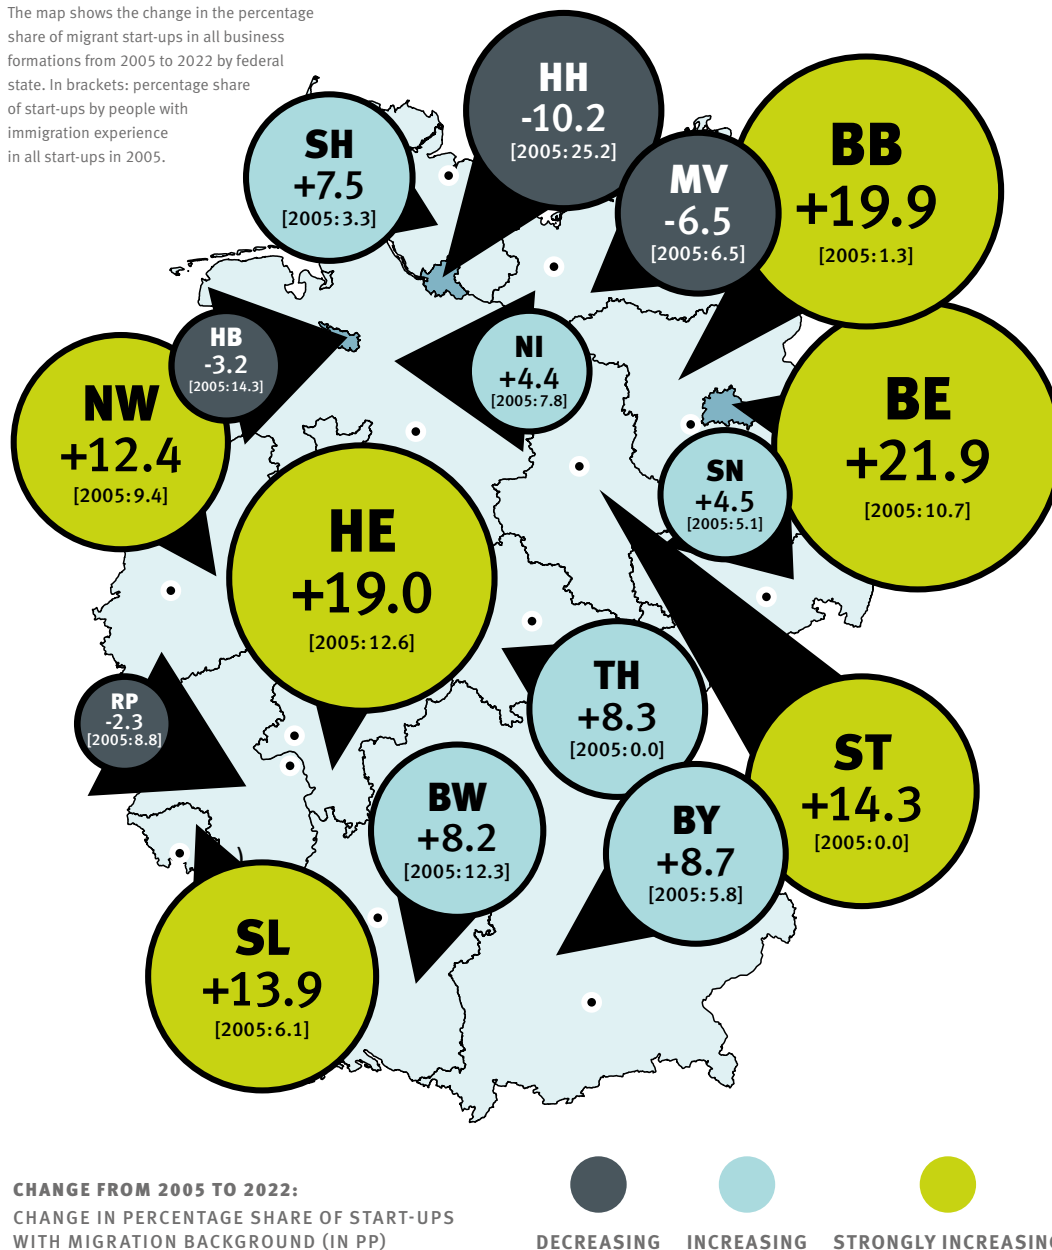 The map shows the change in the percentage
share of migrant start-ups in all business
formations from 2005 to 2022 by federal
state. In brackets: percentage share
of start-ups by people with
immigration experience
in all start-ups in 2005.
HH
-10.2
[2005:25.2]
SH
+7.5
[2005:3.3]
MV
-6.5
[2005:6.5]
BB
+19.9
[2005:1.3]
HB
-3.2
[2005:14.3]
NI
+4.4
[2005:7.8]
NW
+12.4
[2005:9.4]
BE
+21.9
[2005:10.7]
SN
+4.5
[2005:5.1]
HE
+19.0
[2005:12.6]
TH
+8.3
[2005:0.0]
RP
-2.3
[2005:8.8]
ST
+14.3
[2005:0.0]
BW
+8.2
[2005:12.3]
BY
+8.7
[2005:5.8]
SL
+13.9
[2005:6.1]
CHANGE FROM 2005 TO 2022:
CHANGE IN PERCENTAGE SHARE OF START-UPS
WITH MIGRATION BACKGROUND (IN PP)
DECREASING
INCREASING
STRONGLY INCREASING